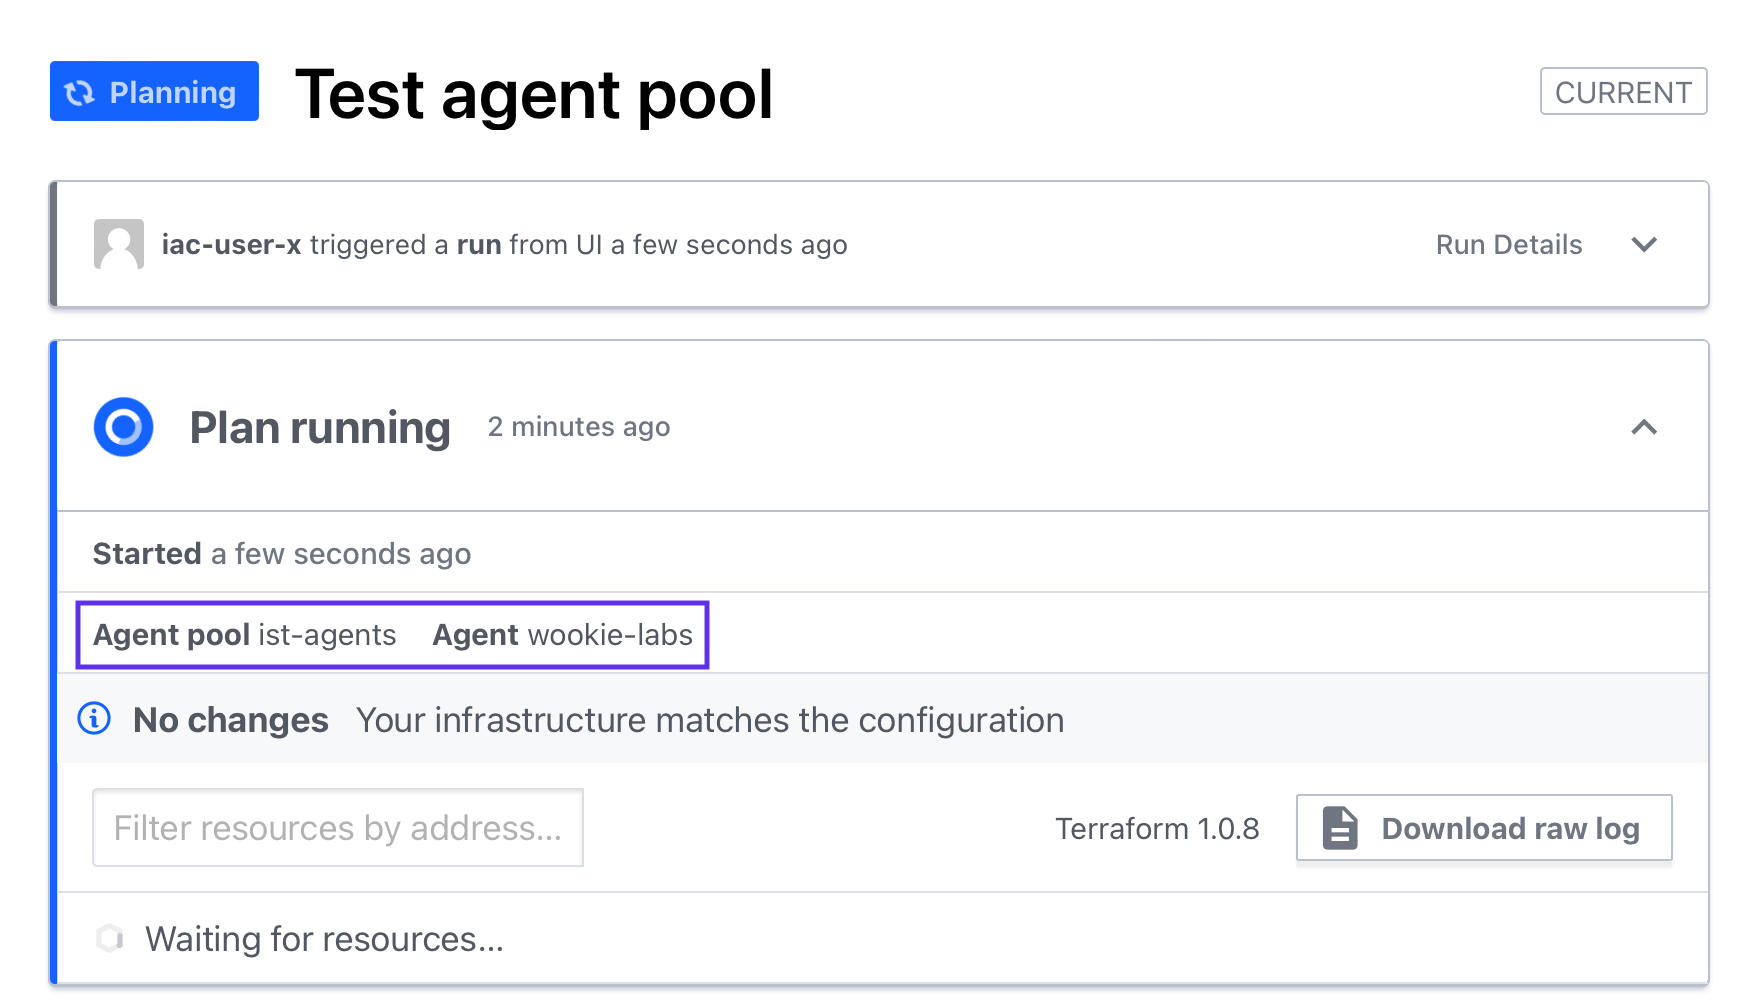 Planning
Test agent pool
CURRENT
iac-user-x triggered a run from UI a few seconds ago
Run Details
Plan running 2 minutes ago
Started a few seconds ago
Agent pool ist-agents Agent wookie-labs
No changes Your infrastructure matches the configuration
Filter resources by address...
Terraform 1.0.8
Download raw log
Waiting for resources...